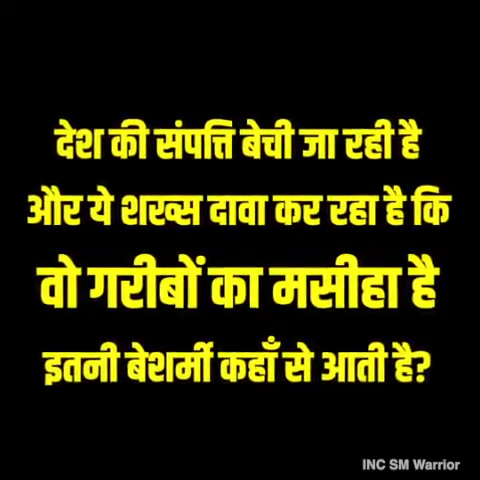 देश की संपत्ति बेची जा रही है
और ये शख्स दावा कर रहा है कि
वो गरीबों का मसीहा है
इतनी बेशर्मी कहाँ से आती है?
INC SM Warrior